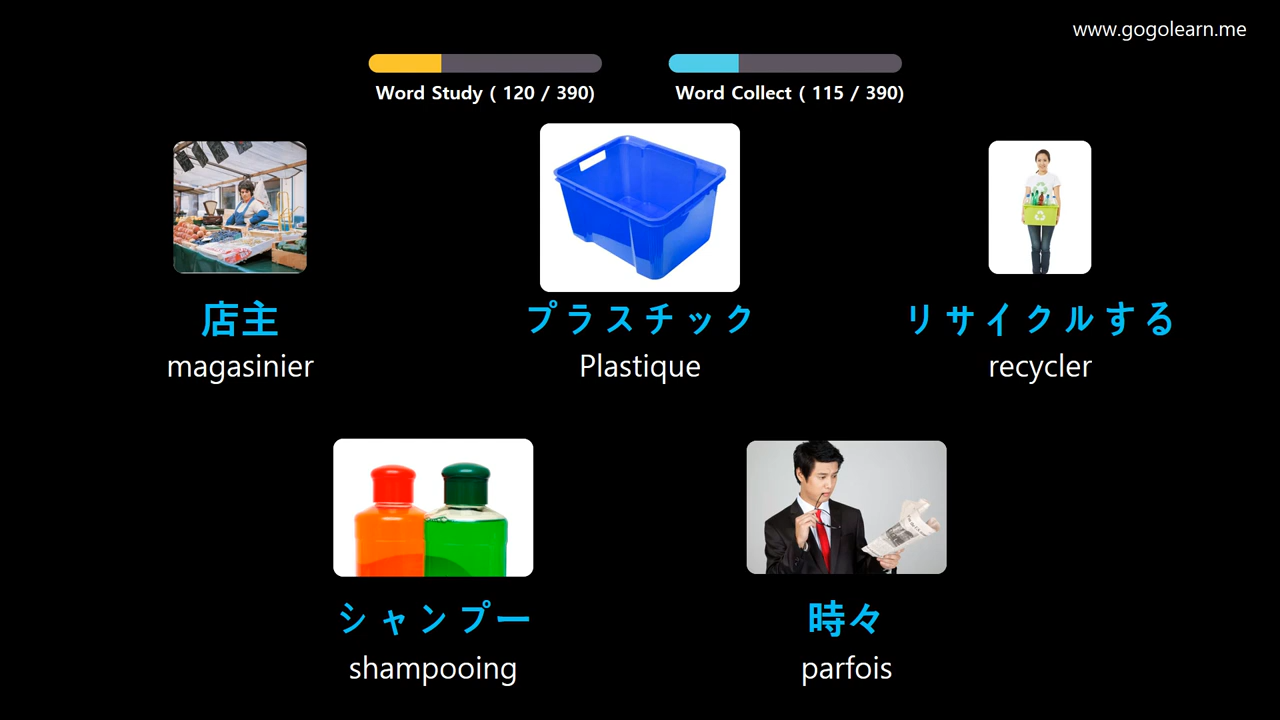 www.gogolearn.me
Word Study ( 120 / 390)
Word Collect ( 115 / 390)
店主
magasinier
プラスチック
Plastique
リサイクルする
recycler
シャンプー
shampooing
時々
parfois